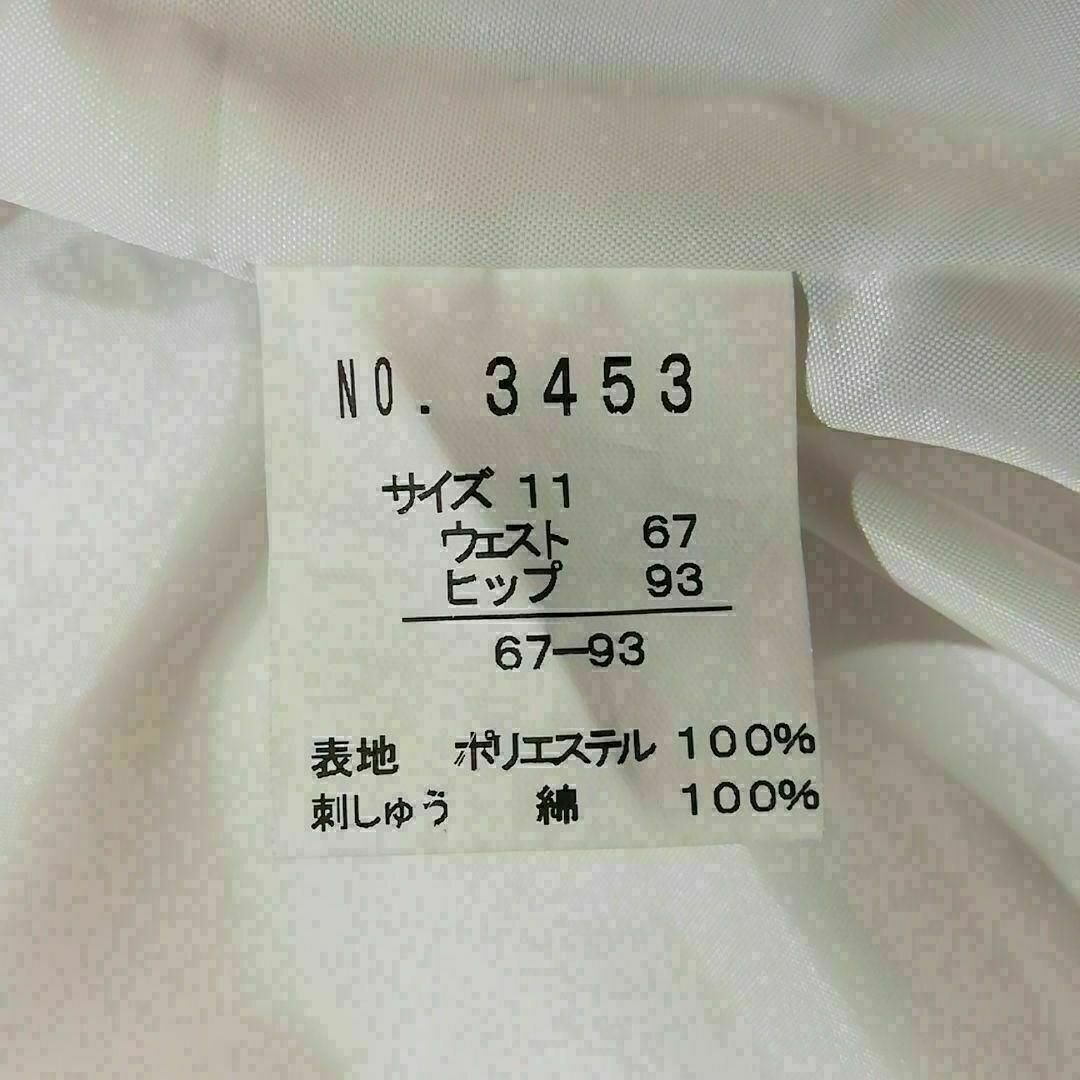 NO. 3453
サイズ 11
ウェスト 67
ヒップ 93
67-93
表地 ポリエステル 100%
刺しゅう 綿 100%